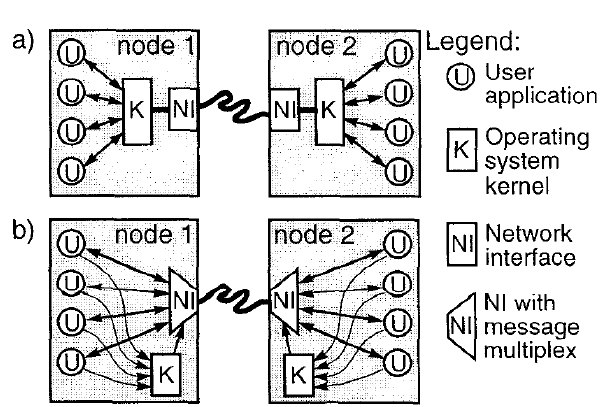 a)
node 1
node 2
Legend:
U
U
U
U
K
NI
NI
K
U
U
U
U
U User
application
K Operating
system
kernel
b)
node 1
node 2
U
U
U
U
NI
K
NI
K
U
U
U
U
NI Network
interface
NI NI with
message
multiplex